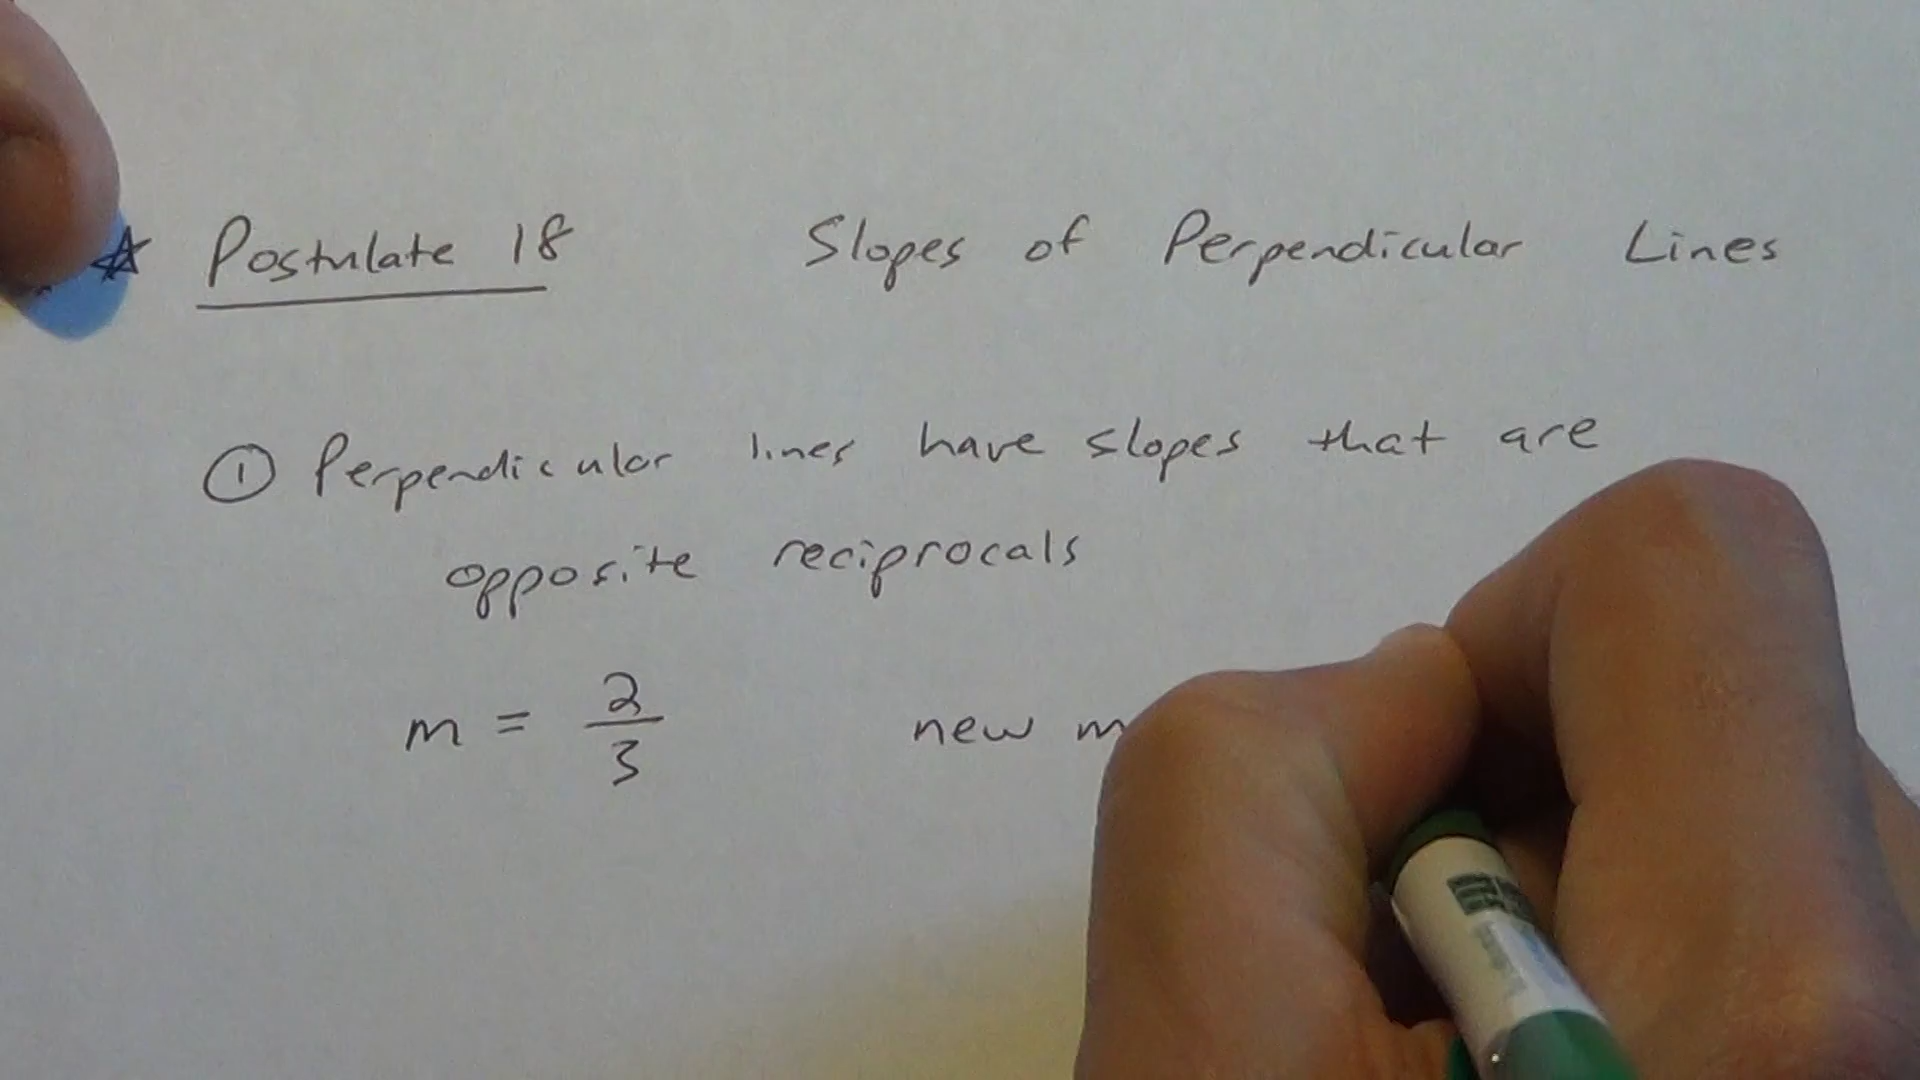 Postulate 18 Slopes of Perpendicular Lines
① Perpendicular lines have slopes that are
opposite reciprocals
m = 2/3 new m